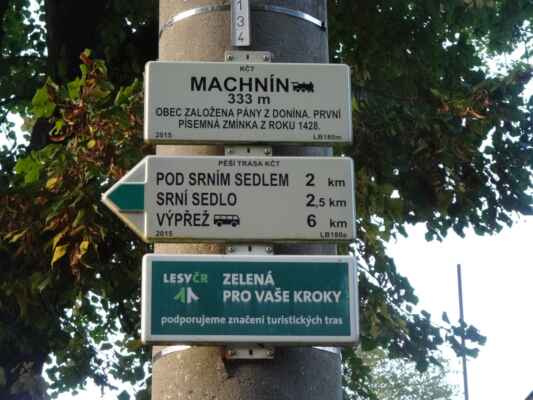 134
KČT
MACHNÍN
333 m
OBEC ZALOŽENA PÁNY Z DONÍNA. PRVNÍ
PÍSEMNÁ ZMÍNKA Z ROKU 1428.
2015 LB180m
PĚŠÍ TRASA KČT
POD SRNÍM SEDLEM 2 km
SRNÍ SEDLO 2,5 km
VÝPŘEŽ 6 km
2015 LB180a
LESYČR ZELENÁ
PRO VAŠE KROKY
podporujeme značení turistických tras